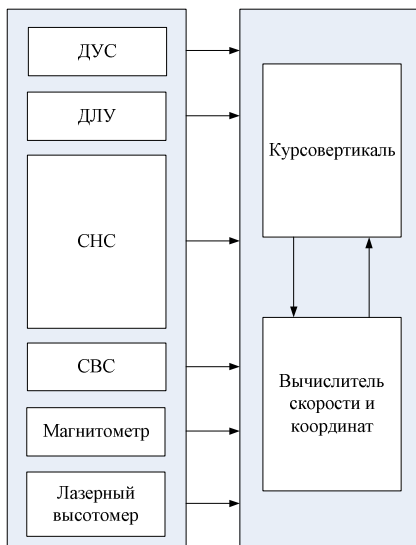 ДУС
ДЛУ
СНС
СВС
Магнитометр
Лазерный
высотомер
Курсовертикаль
Вычислитель
скорости и
координат